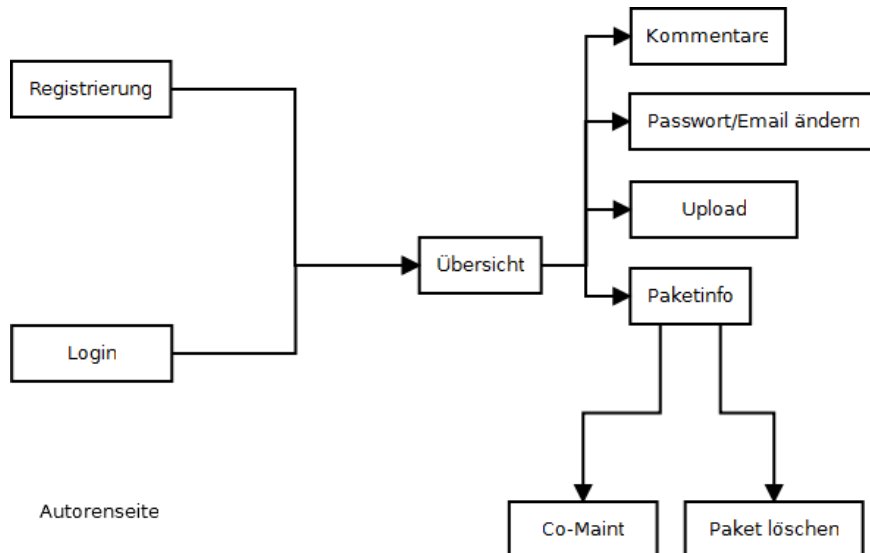 Kommentare
Registrierung
Passwort/Email ändern
Upload
Übersicht
Paketinfo
Login
Autorenseite
Co-Maint
Paket löschen